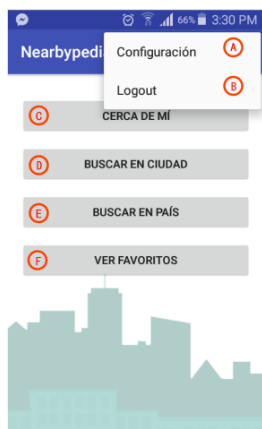 66% 3:30 PM
Nearbypedi
Configuración A
Logout B
C CERCA DE MÍ
D BUSCAR EN CIUDAD
E BUSCAR EN PAÍS
F VER FAVORITOS